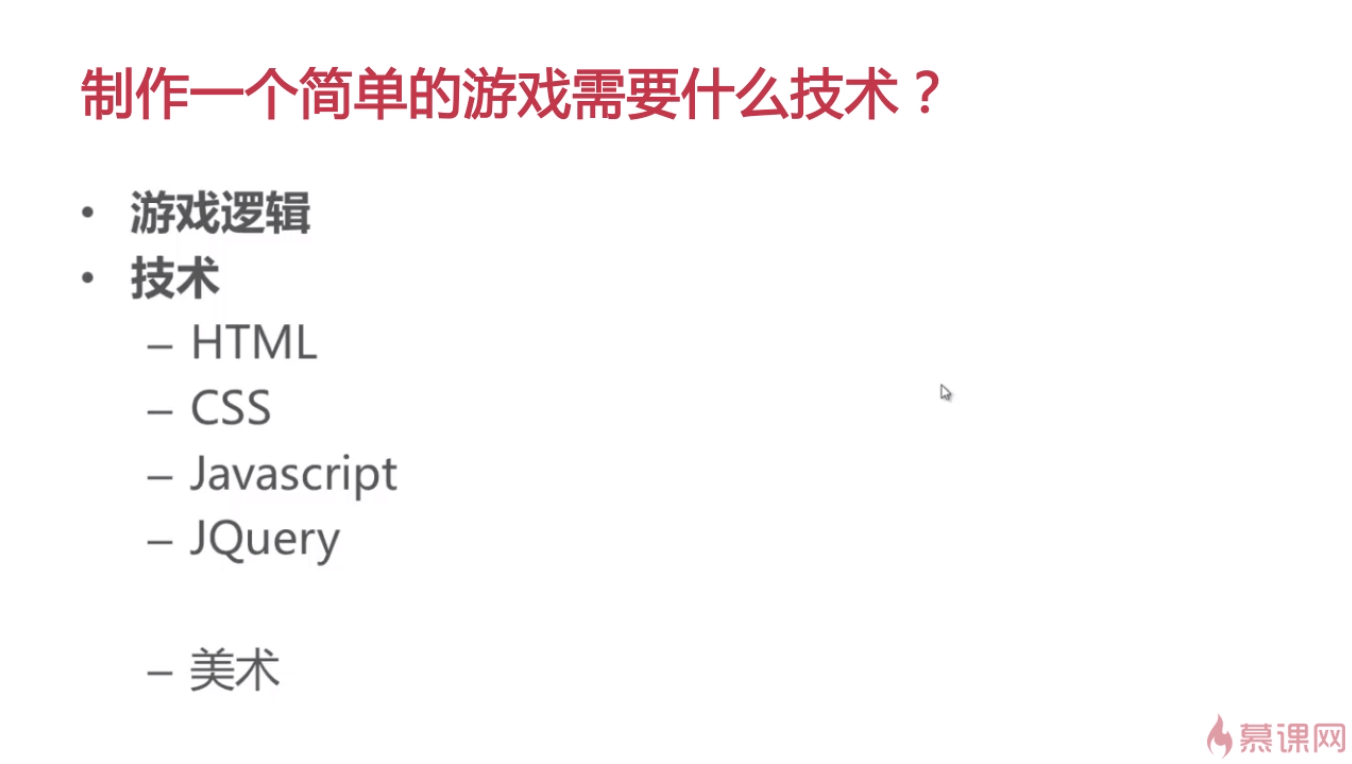 制作一个简单的游戏需要什么技术？
• 游戏逻辑
• 技术
– HTML
– CSS
– Javascript
– JQuery
– 美术
慕课网